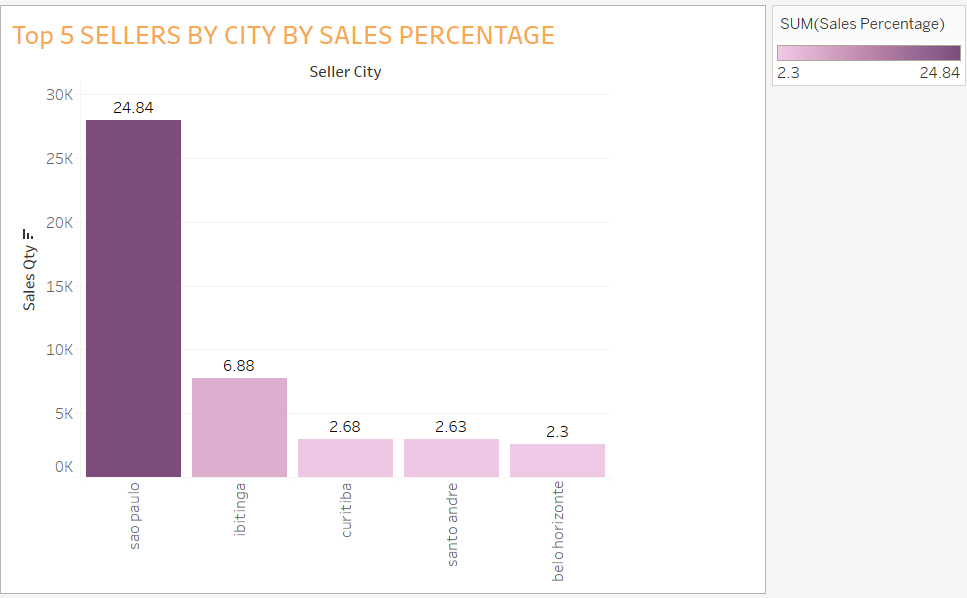 Top 5 SELLERS BY CITY BY SALES PERCENTAGE
Seller City
30K
25K
20K
15K
10K
5K
0K
Sales Qty
24.84
6.88
2.68
2.63
2.3
sao paulo
ibitinga
curitiba
santo andre
belo horizonte
SUM(Sales Percentage)
2.3 24.84